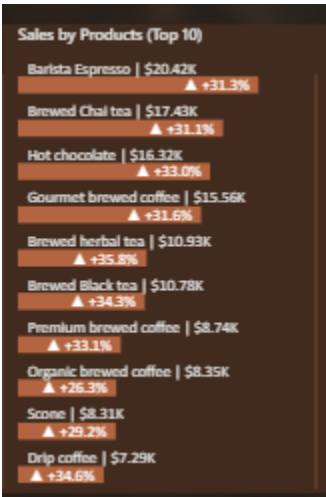 Sales by Products (Top 10)
Barista Espresso | $20.42K
▲ +31.3%
Brewed Chai tea | $17.43K
▲ +31.1%
Hot chocolate | $16.32K
▲ +33.0%
Gourmet brewed coffee | $15.56K
▲ +31.6%
Brewed herbal tea | $10.93K
▲ +35.8%
Brewed Black tea | $10.78K
▲ +34.3%
Premium brewed coffee | $8.74K
▲ +33.1%
Organic brewed coffee | $8.35K
▲ +26.3%
Scone | $8.31K
▲ +29.2%
Drip coffee | $7.29K
▲ +34.6%